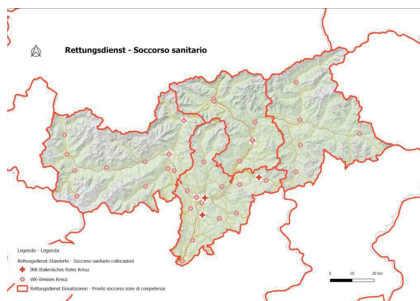 Rettungsdienst - Soccorso sanitario
Legende - Legenda
Rettungsdienst Standorte - Soccorso sanitario collocazioni
IRK Italienisches Rotes Kreuz
WK-Weisses Kreuz
Rettungsdienst Einsatzzonen - Pronto soccorso zone di competenza
0 10 20 km